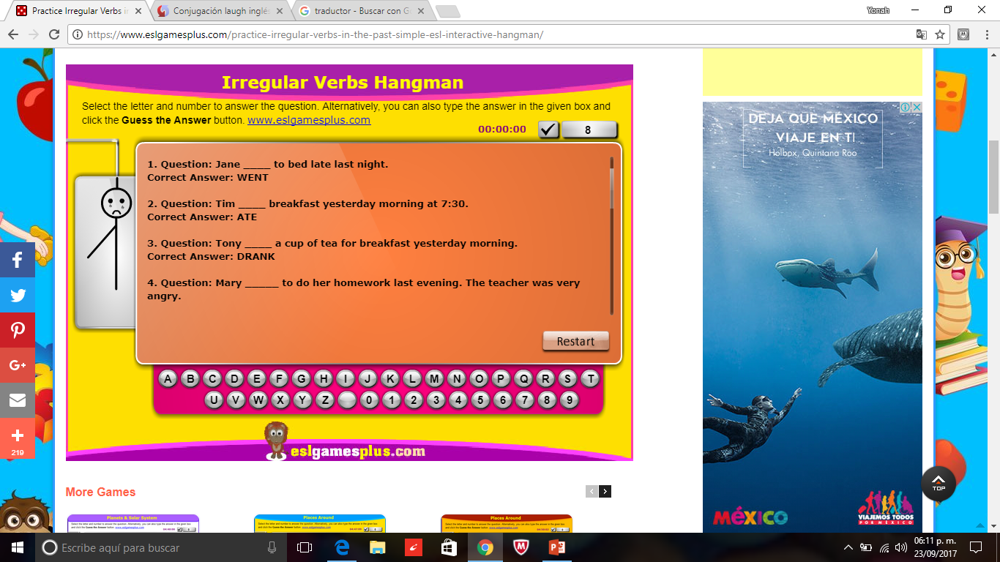 Practice Irregular Verbs in
Conjugación laugh inglés
traductor - Buscar con Go
Yonah
https://www.eslgamesplus.com/practice-irregular-verbs-in-the-past-simple-esl-interactive-hangman/
Irregular Verbs Hangman
Select the letter and number to answer the question. Alternatively, you can also type the answer in the given box and
click the Guess the Answer button. www.eslgamesplus.com
00:00:00
8
1. Question: Jane ____ to bed late last night.
Correct Answer: WENT
2. Question: Tim ____ breakfast yesterday morning at 7:30.
Correct Answer: ATE
3. Question: Tony ____ a cup of tea for breakfast yesterday morning.
Correct Answer: DRANK
4. Question: Mary _____ to do her homework last evening. The teacher was very
angry.
Restart
A B C D E F G H I J K L M N O P Q R S T
U V W X Y Z 0 1 2 3 4 5 6 7 8 9
eslgamesplus.com
219
DEJA QUE MÉXICO
VIAJE EN TI
Holbox, Quintana Roo
MÉXICO
VIAJEMOS TODOS
POR MÉXICO
TOP
More Games
Planets & Solar System
Places Around
Places Around
Escribe aquí para buscar
06:11 p. m.
23/09/2017